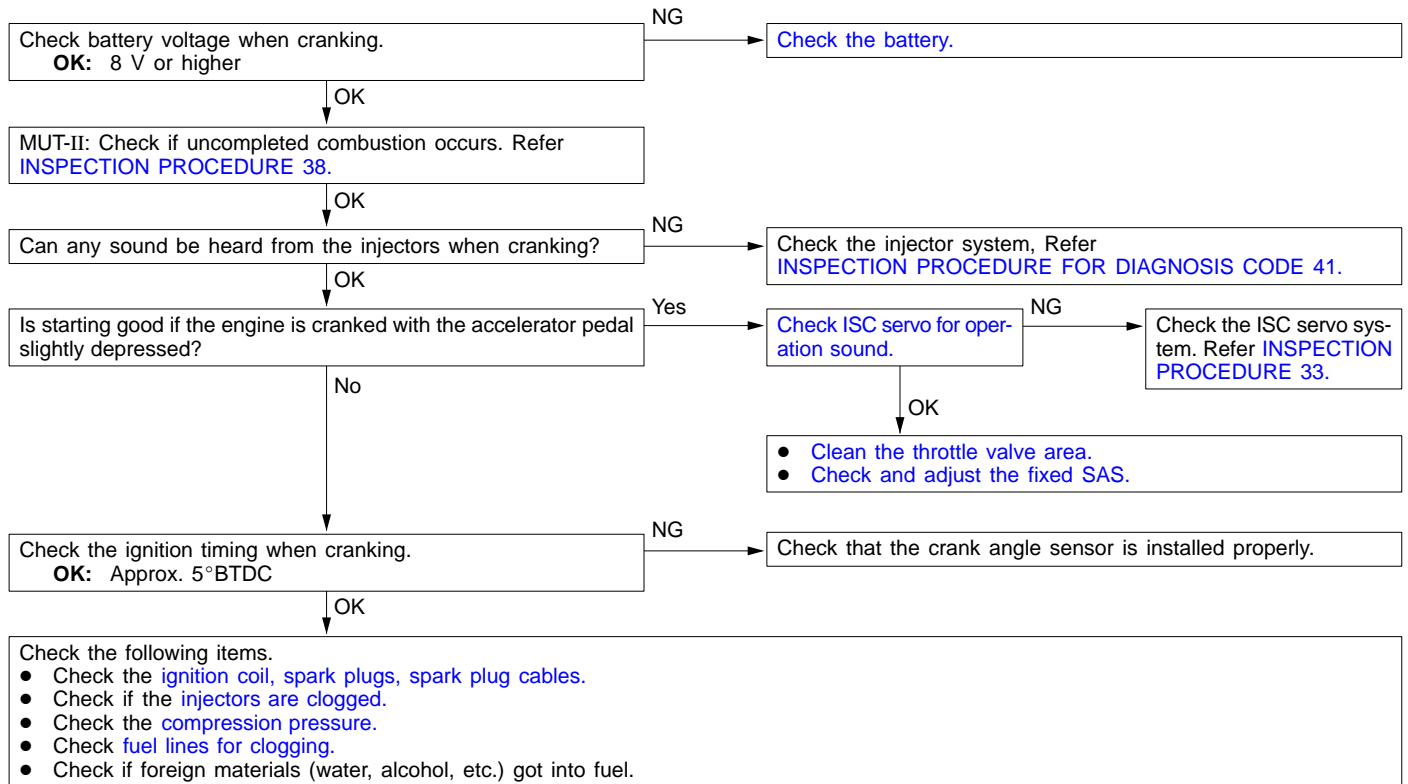 Check battery voltage when cranking.
OK: 8 V or higher
NG
Check the battery.
OK
MUT-II: Check if uncompleted combustion occurs. Refer
INSPECTION PROCEDURE 38.
OK
Can any sound be heard from the injectors when cranking?
NG
Check the injector system, Refer
INSPECTION PROCEDURE FOR DIAGNOSIS CODE 41.
OK
Is starting good if the engine is cranked with the accelerator pedal
slightly depressed?
Yes
Check ISC servo for oper-
ation sound.
NG
Check the ISC servo sys-
tem. Refer INSPECTION
PROCEDURE 33.
OK
● Clean the throttle valve area.
● Check and adjust the fixed SAS.
No
Check the ignition timing when cranking.
OK: Approx. 5°BTDC
NG
Check that the crank angle sensor is installed properly.
OK
Check the following items.
● Check the ignition coil, spark plugs, spark plug cables.
● Check if the injectors are clogged.
● Check the compression pressure.
● Check fuel lines for clogging.
● Check if foreign materials (water, alcohol, etc.) got into fuel.